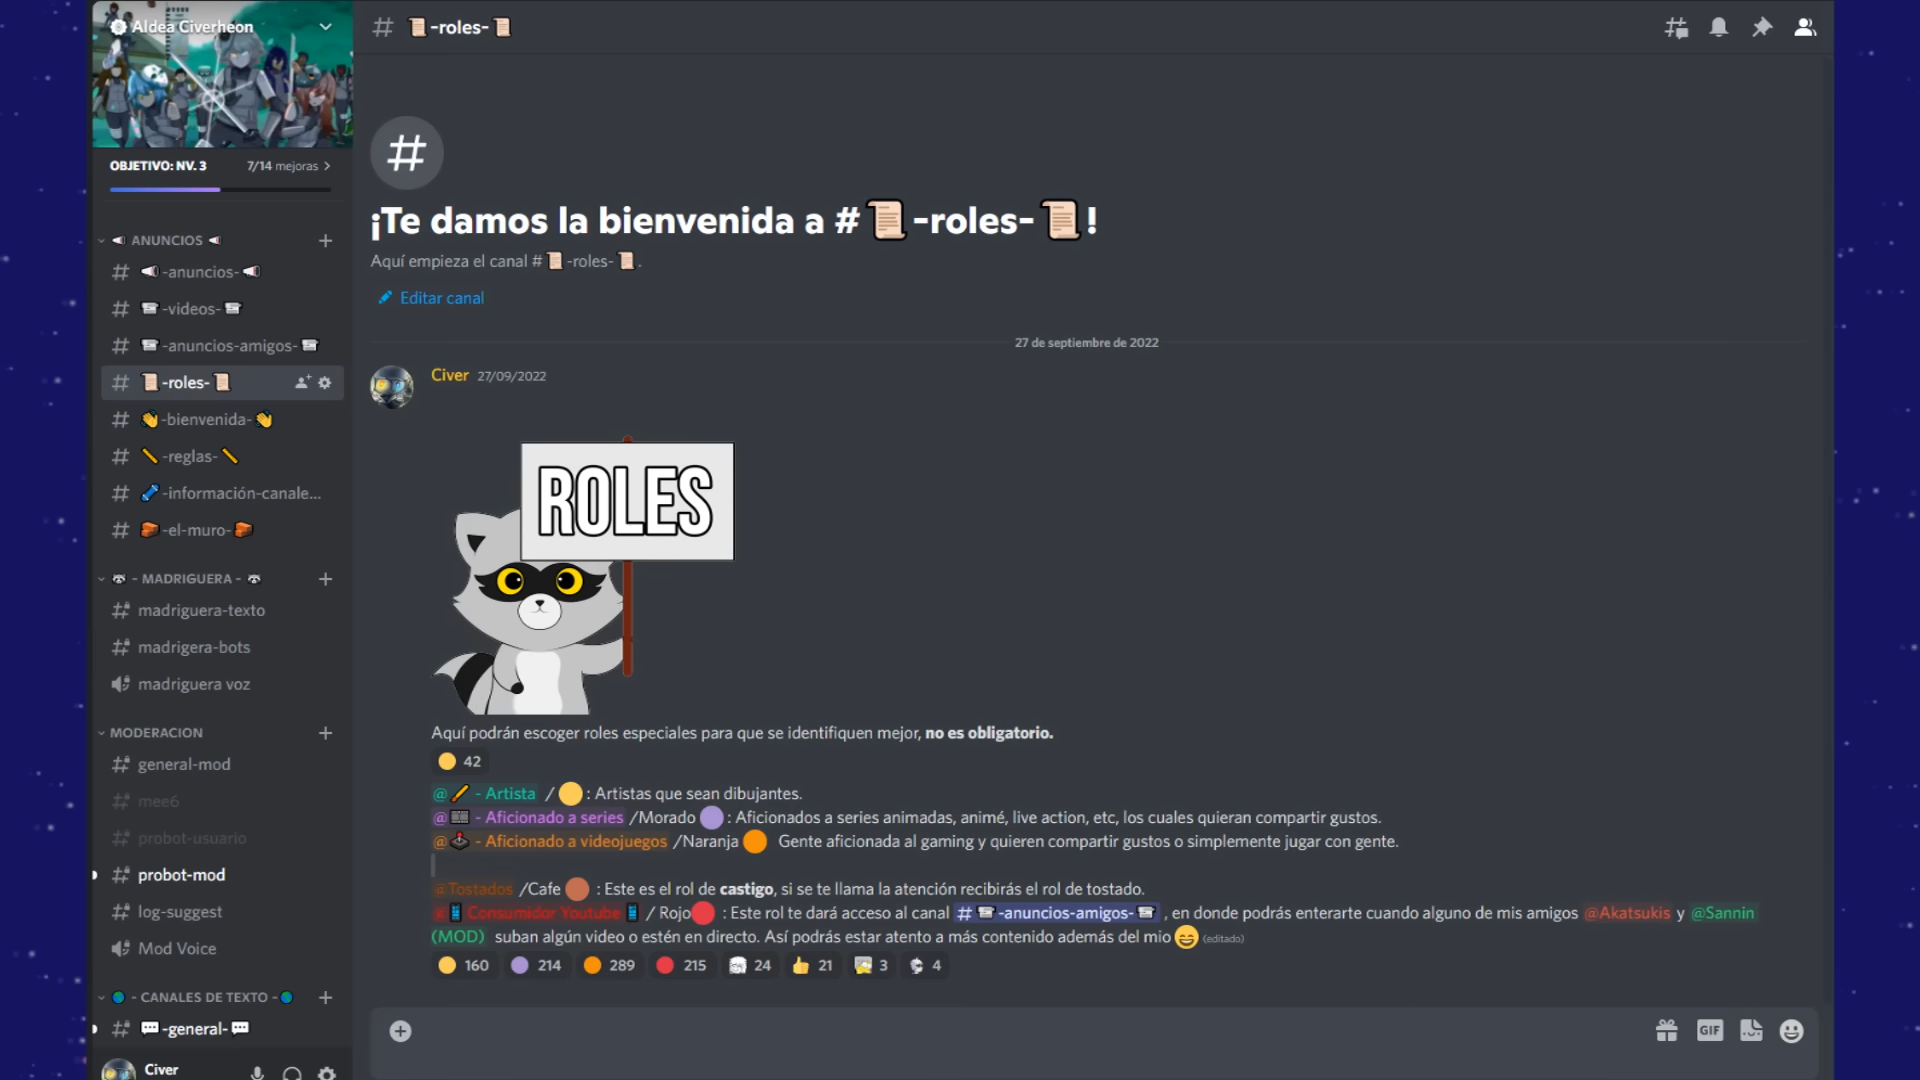 Aldea Civerheon
OBJETIVO: NV. 3 7/14 mejoras
ANUNCIOS
-anuncios-
-videos-
-anuncios-amigos-
-roles-
-bienvenida-
-reglas-
-información-canale...
-el-muro-
- MADRIGUERA -
madriguera-texto
madrigera-bots
madriguera voz
MODERACION
general-mod
mee6
probot-usuario
probot-mod
log-suggest
Mod Voice
- CANALES DE TEXTO -
-general-
Civer
# -roles-
¡Te damos la bienvenida a # -roles- !
Aquí empieza el canal # -roles- .
Editar canal
27 de septiembre de 2022
Civer 27/09/2022
ROLES
Aquí podrán escoger roles especiales para que se identifiquen mejor, no es obligatorio.
42
@ - Artista / : Artistas que sean dibujantes.
@ - Aficionado a series /Morado : Aficionados a series animadas, animé, live action, etc, los cuales quieran compartir gustos.
@ - Aficionado a videojuegos /Naranja Gente aficionada al gaming y quieren compartir gustos o simplemente jugar con gente.
@Tostados /Cafe : Este es el rol de castigo, si se te llama la atención recibirás el rol de tostado.
@ Consumidor Youtube / Rojo : Este rol te dará acceso al canal # -anuncios-amigos- , en donde podrás enterarte cuando alguno de mis amigos @Akatsukis y @Sannin
(MOD) suban algún video o estén en directo. Así podrás estar atento a más contenido además del mio (editado)
160 214 289 215 24 21 3 4
GIF